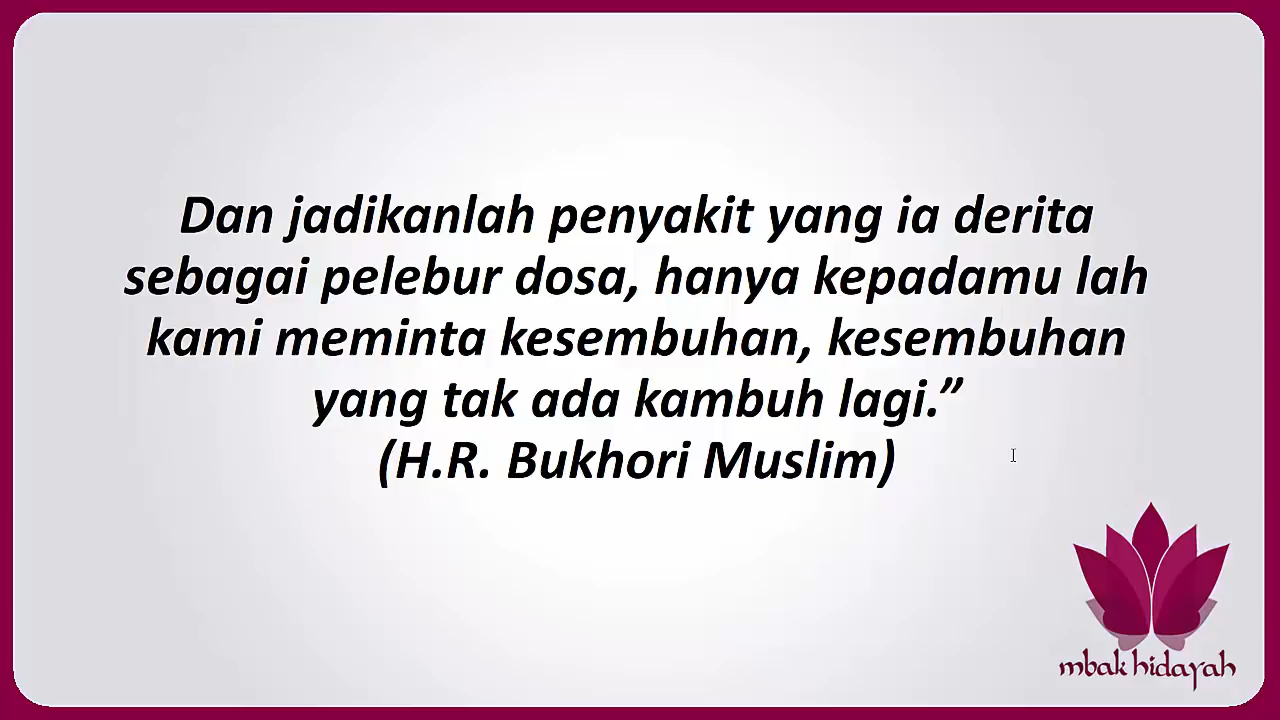 Dan jadikanlah penyakit yang ia derita
sebagai pelebur dosa, hanya kepadamu lah
kami meminta kesembuhan, kesembuhan
yang tak ada kambuh lagi.”
(H.R. Bukhori Muslim)
mbak hidayah